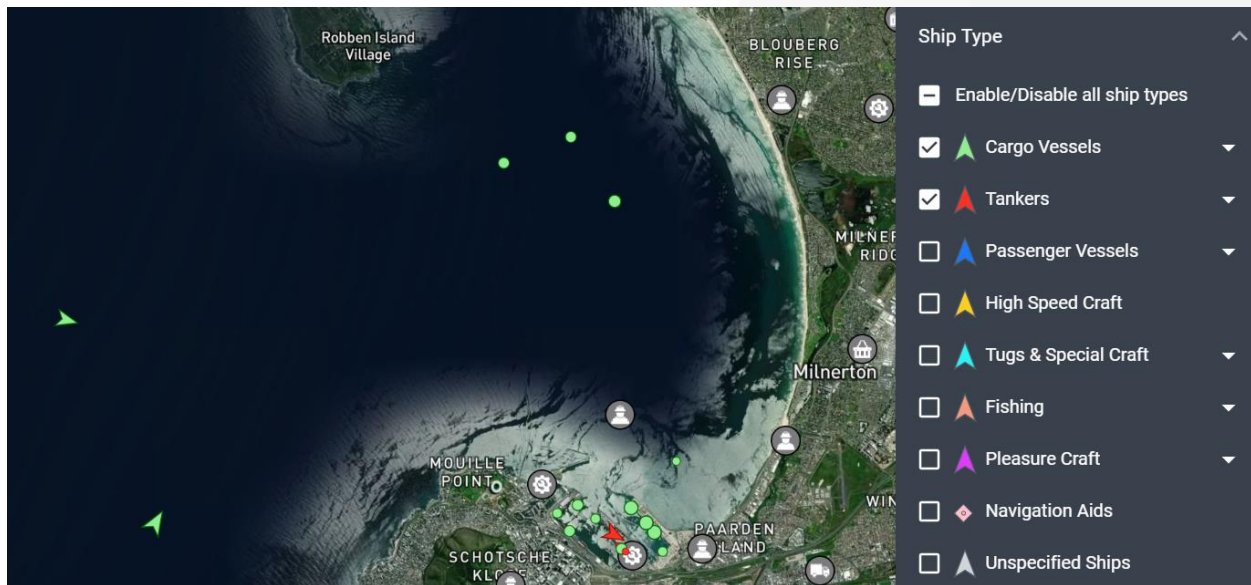 Robben Island
Village
BLOUBERG
RISE
MILNER
RIDG
Milnerton
MOUILLE
POINT
WIN
PAARDEN
SCHOTSCHE
Ship Type
Enable/Disable all ship types
Cargo Vessels
Tankers
Passenger Vessels
High Speed Craft
Tugs & Special Craft
Fishing
Pleasure Craft
Navigation Aids
Unspecified Ships